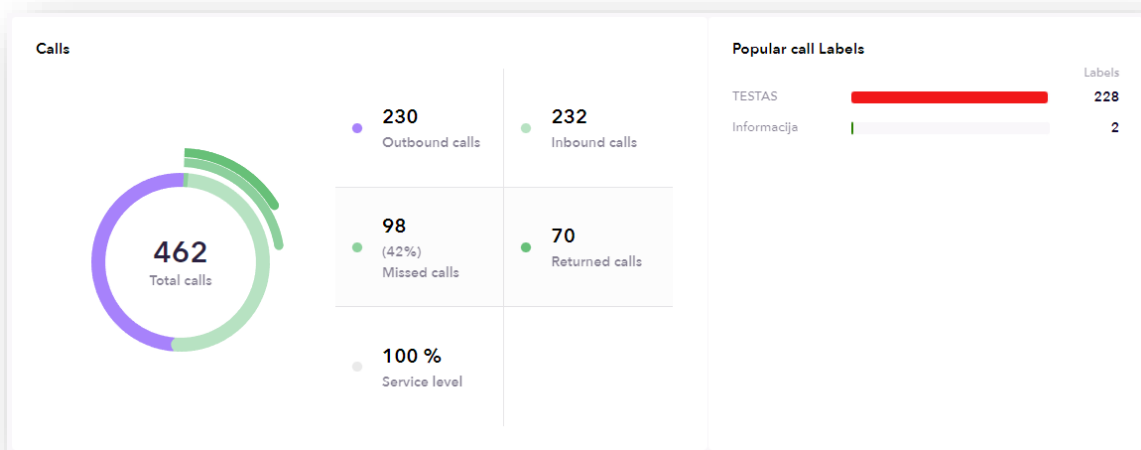 Calls
230
Outbound calls
232
Inbound calls
98
(42%)
Missed calls
70
Returned calls
100 %
Service level
462
Total calls
Popular call Labels
Labels
TESTAS 228
Informacija 2